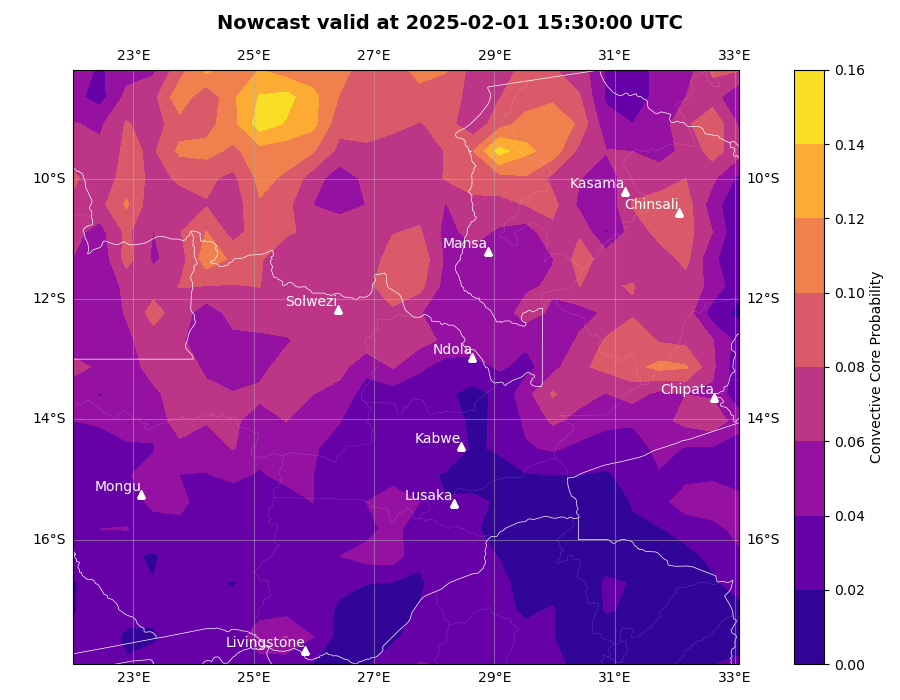 Nowcast valid at 2025-02-01 15:30:00 UTC
23°E 25°E 27°E 29°E 31°E 33°E
10°S 10°S
12°S 12°S
14°S 14°S
16°S 16°S
Kasama
Chinsali
Mansa
Solwezi
Ndola
Chipata
Kabwe
Mongu
Lusaka
Livingstone
23°E 25°E 27°E 29°E 31°E 33°E
0.16
0.14
0.12
0.10
0.08
0.06
0.04
0.02
0.00
Convective Core Probability